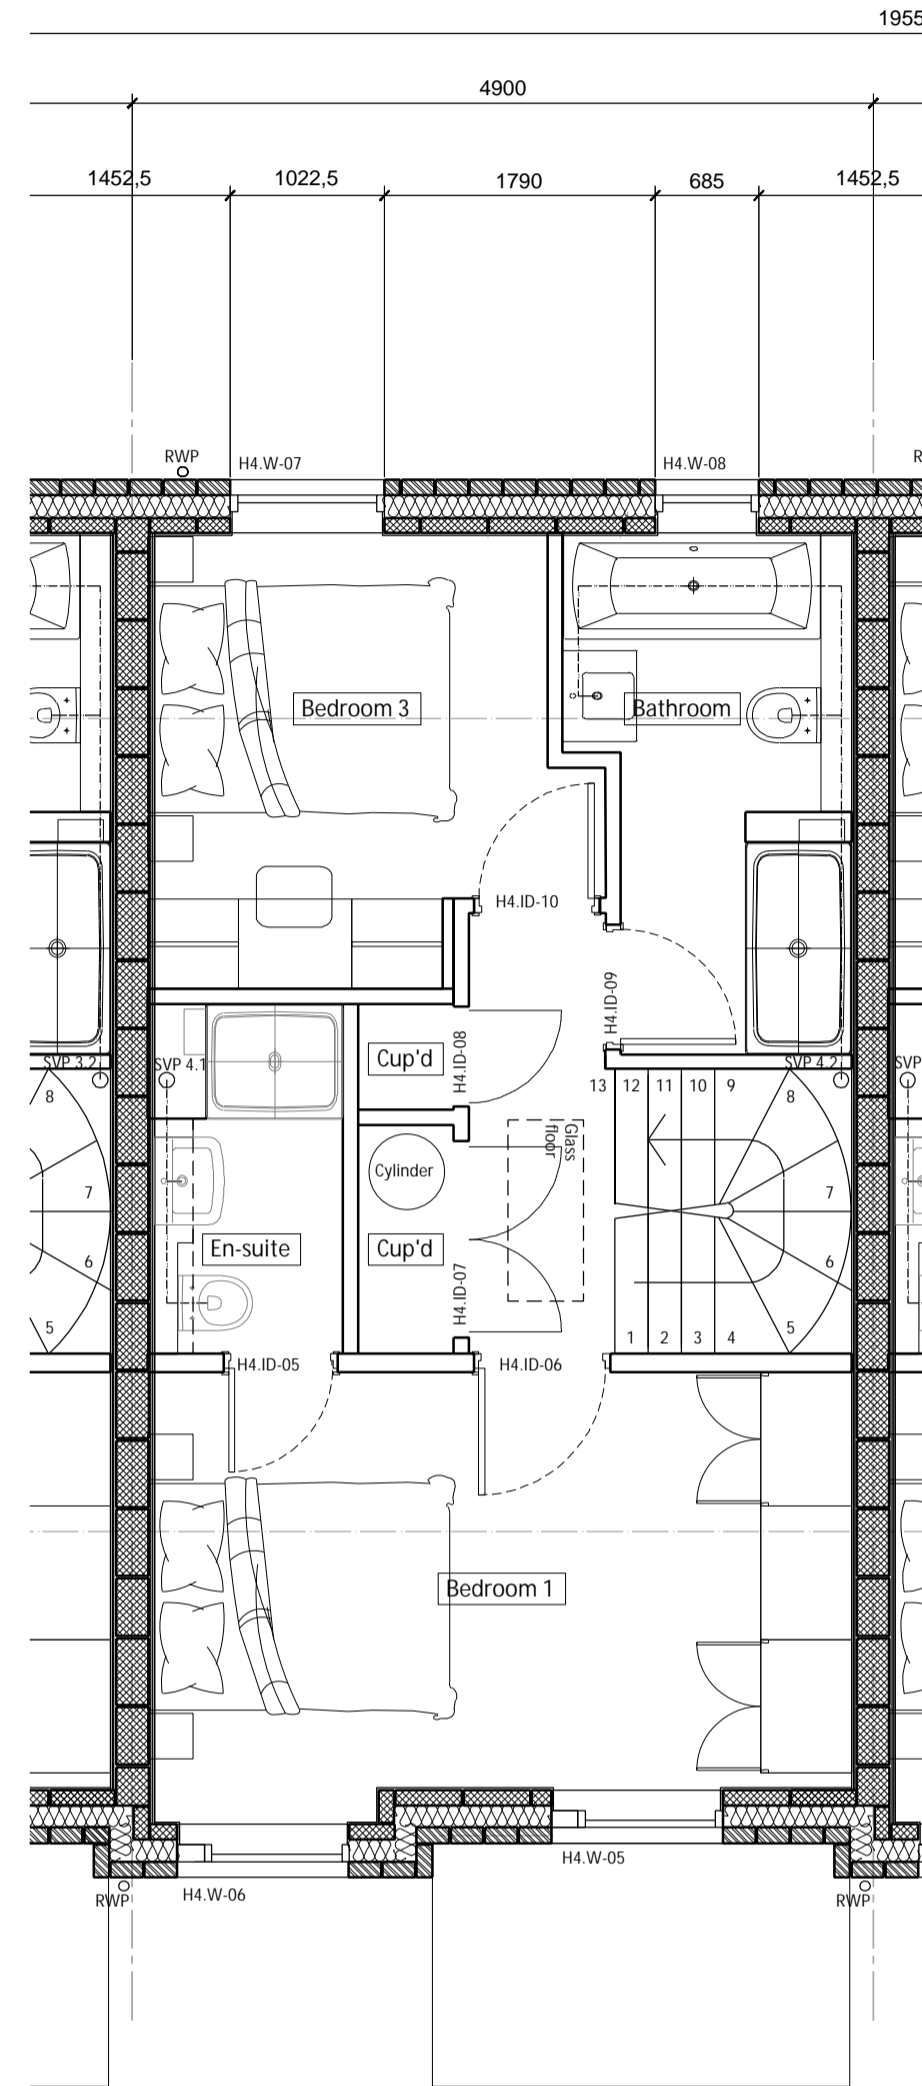 1955
4900
1452,5
1022,5
1790
685
1452,5
RWP
H4.W-07
H4.W-08
R
Bedroom 3
Bathroom
H4.ID-10
H4.ID-09
Cup'd
H4.ID-08
SVP 3.2
SVP 4.1
SVP 4.2
SVP
8
13
12
11
10
9
8
Glass
floor
Cylinder
7
7
En-suite
Cup'd
H4.ID-07
6
6
5
1
2
3
4
5
H4.ID-05
H4.ID-06
Bedroom 1
H4.W-05
H4.W-06
RWP
RWP